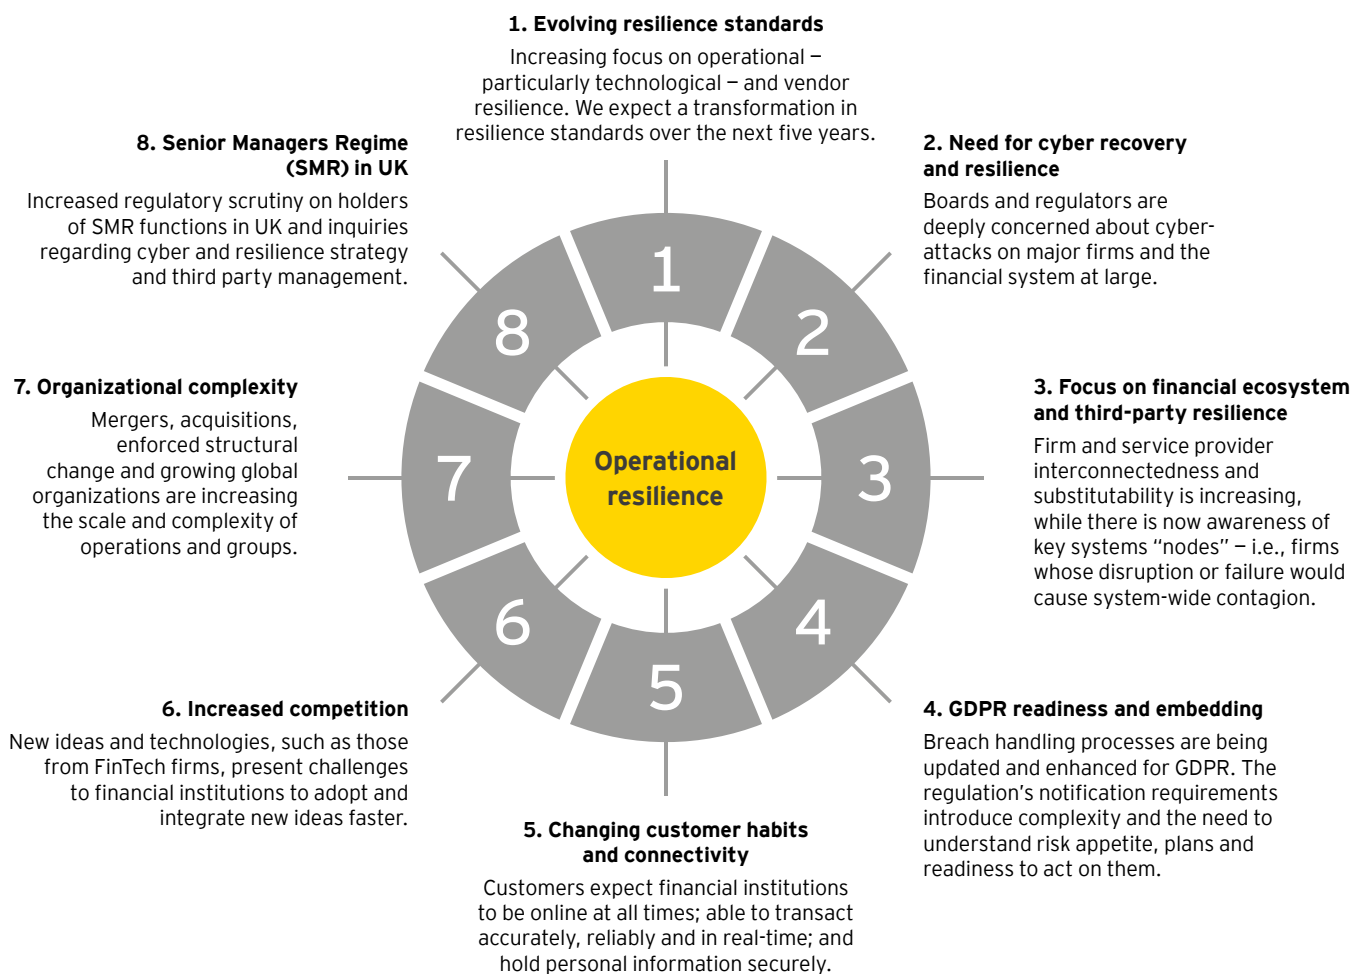 1. Evolving resilience standards
Increasing focus on operational –
particularly technological – and vendor
resilience. We expect a transformation in
resilience standards over the next five years.
2. Need for cyber recovery
and resilience
Boards and regulators are
deeply concerned about cyber-
attacks on major firms and the
financial system at large.
3. Focus on financial ecosystem
and third-party resilience
Firm and service provider
interconnectedness and
substitutability is increasing,
while there is now awareness of
key systems “nodes” – i.e., firms
whose disruption or failure would
cause system-wide contagion.
4. GDPR readiness and embedding
Breach handling processes are being
updated and enhanced for GDPR. The
regulation’s notification requirements
introduce complexity and the need to
understand risk appetite, plans and
readiness to act on them.
5. Changing customer habits
and connectivity
Customers expect financial institutions
to be online at all times; able to transact
accurately, reliably and in real-time; and
hold personal information securely.
6. Increased competition
New ideas and technologies, such as those
from FinTech firms, present challenges
to financial institutions to adopt and
integrate new ideas faster.
7. Organizational complexity
Mergers, acquisitions,
enforced structural
change and growing global
organizations are increasing
the scale and complexity of
operations and groups.
8. Senior Managers Regime
(SMR) in UK
Increased regulatory scrutiny on holders
of SMR functions in UK and inquiries
regarding cyber and resilience strategy
and third party management.
1
2
3
4
5
6
7
8
Operational
resilience